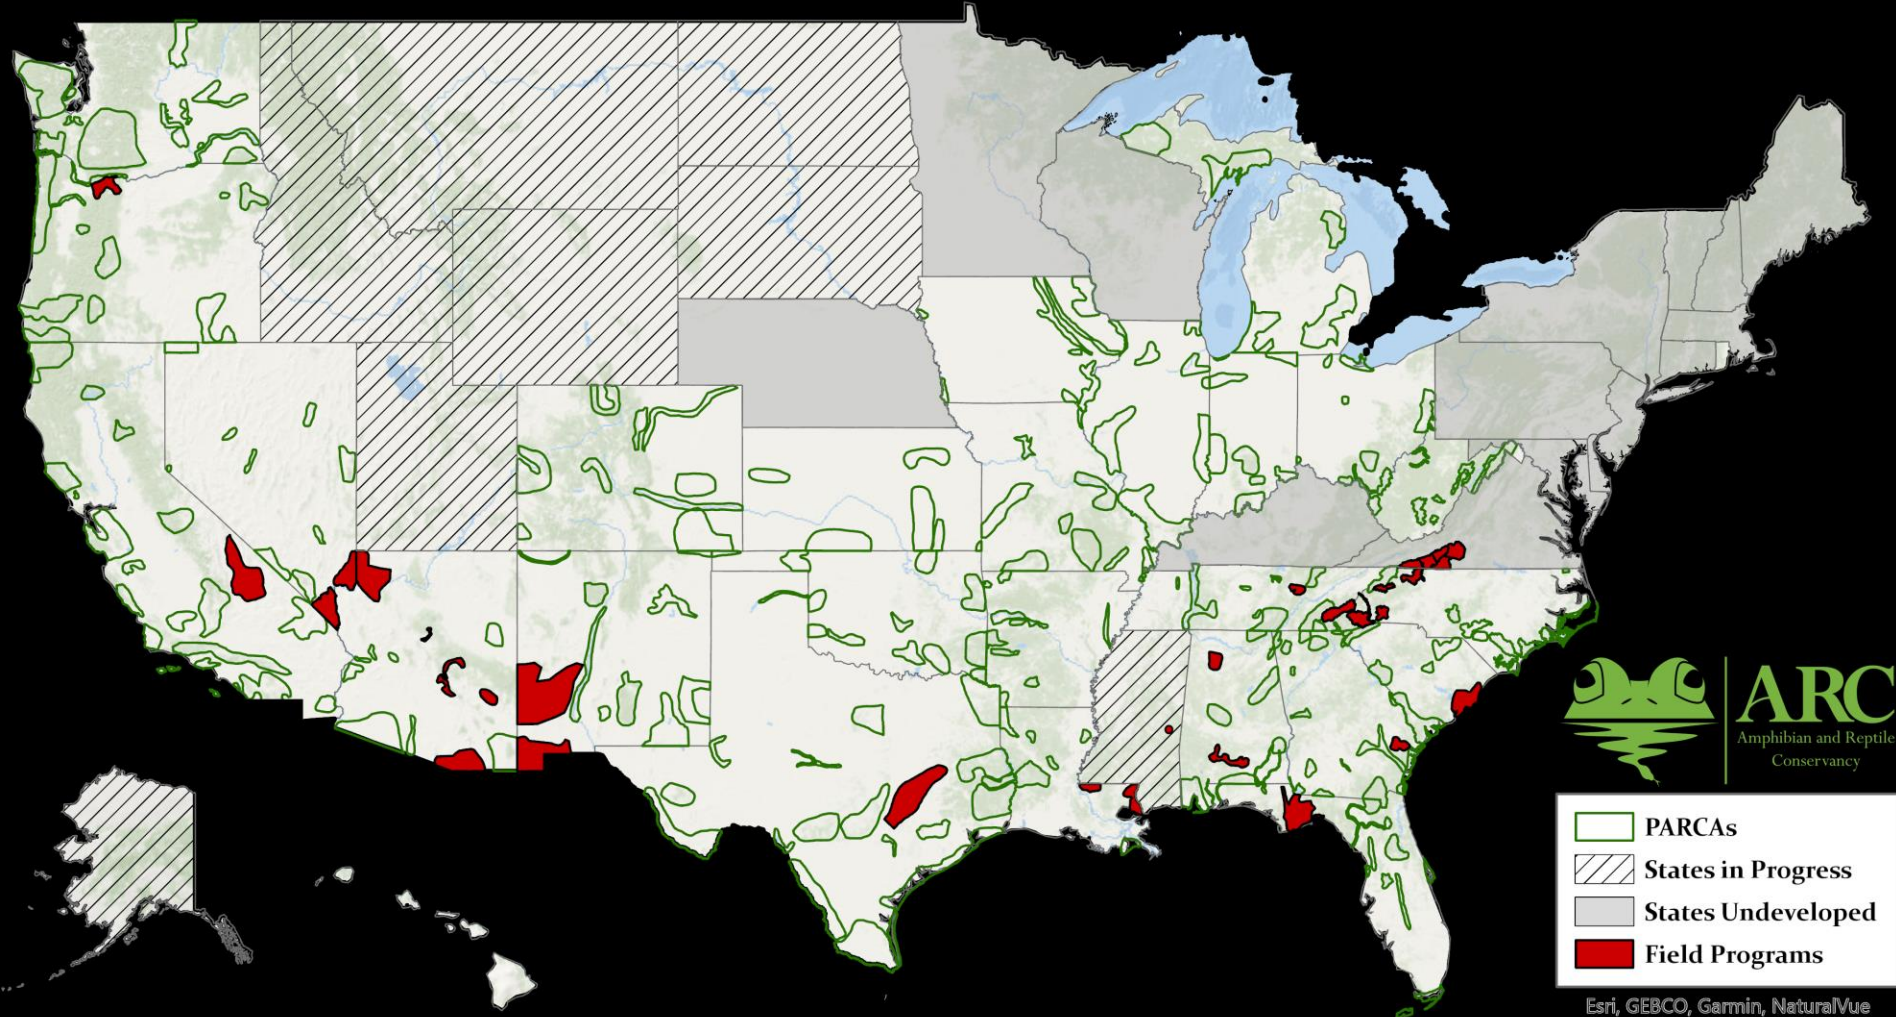 ARC
Amphibian and Reptile
Conservancy
PARCAs
States in Progress
States Undeveloped
Field Programs
Esri, GEBCO, Garmin, NaturalVue